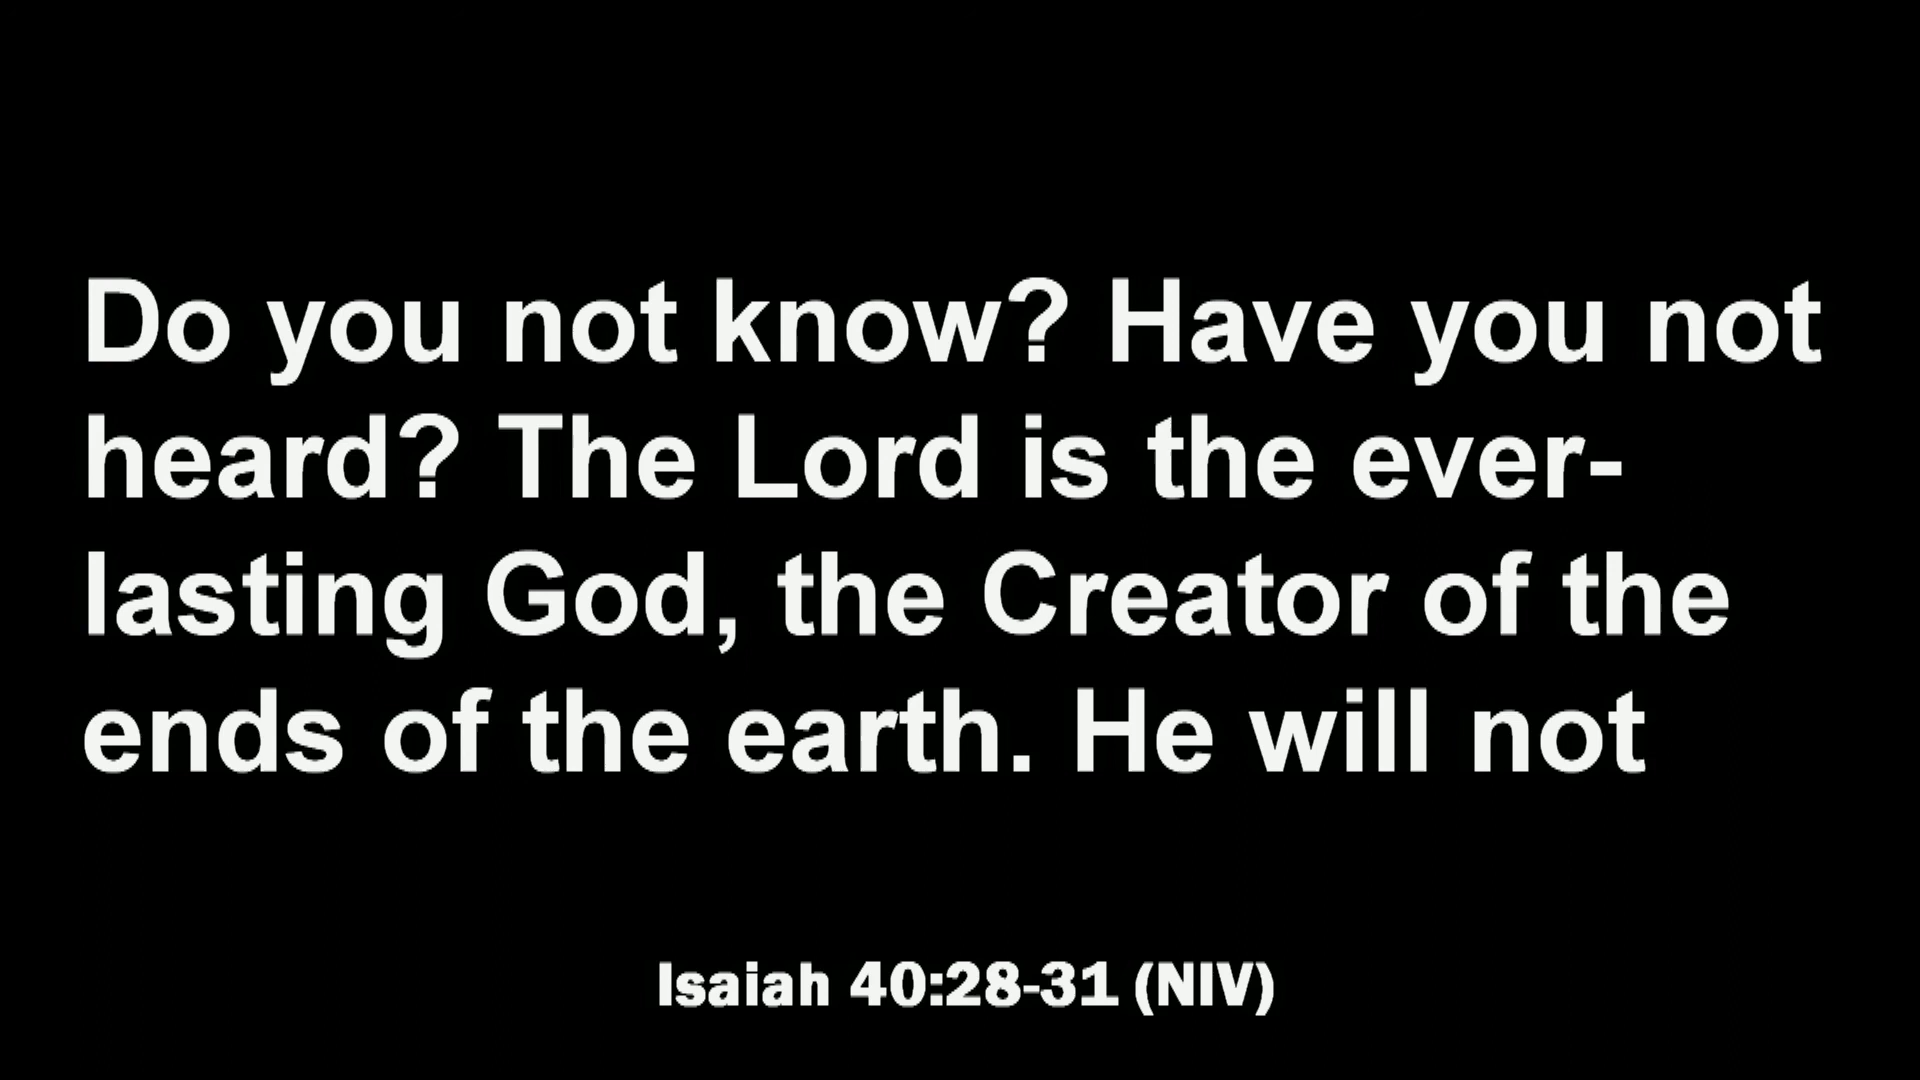 Do you not know? Have you not
heard? The Lord is the ever-
lasting God, the Creator of the
ends of the earth. He will not
Isaiah 40:28-31 (NIV)